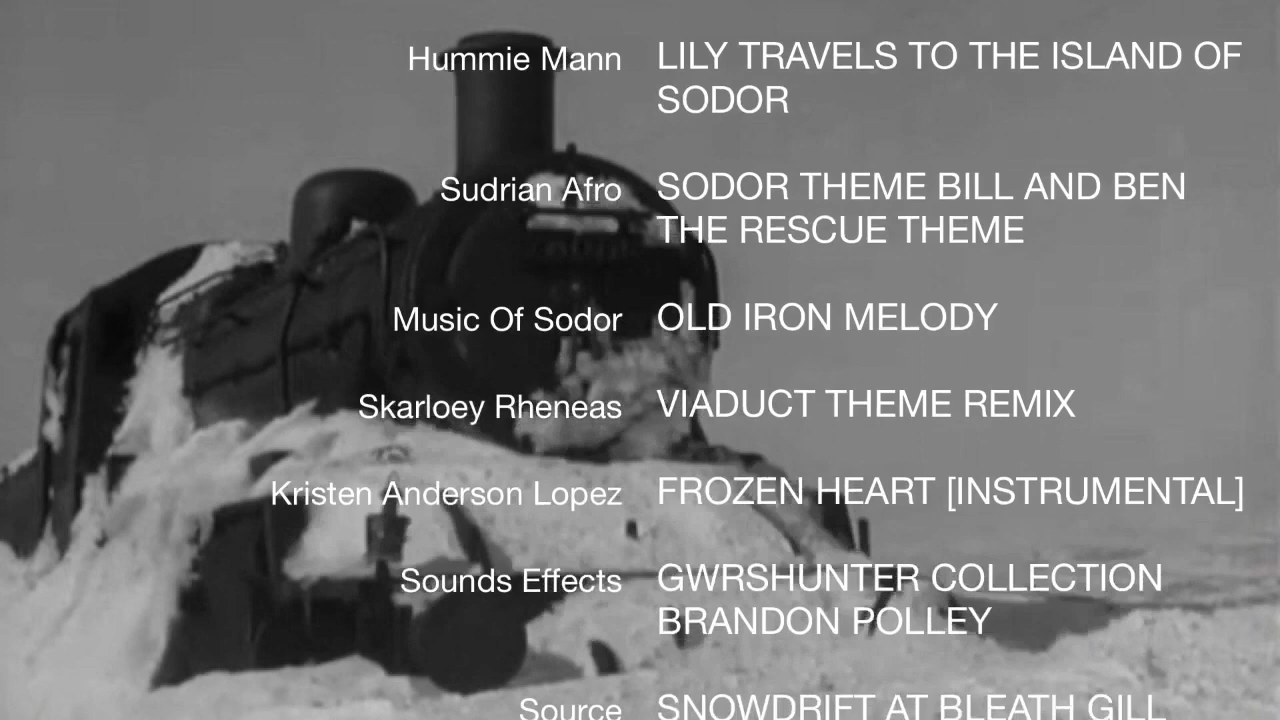 Hummie Mann LILY TRAVELS TO THE ISLAND OF
SODOR
Sudrian Afro SODOR THEME BILL AND BEN
THE RESCUE THEME
Music Of Sodor OLD IRON MELODY
Skarloey Rheneas VIADUCT THEME REMIX
Kristen Anderson Lopez FROZEN HEART [INSTRUMENTAL]
Sounds Effects GWRSHUNTER COLLECTION
BRANDON POLLEY
Source SNOWDRIFT AT BLEATH GILL